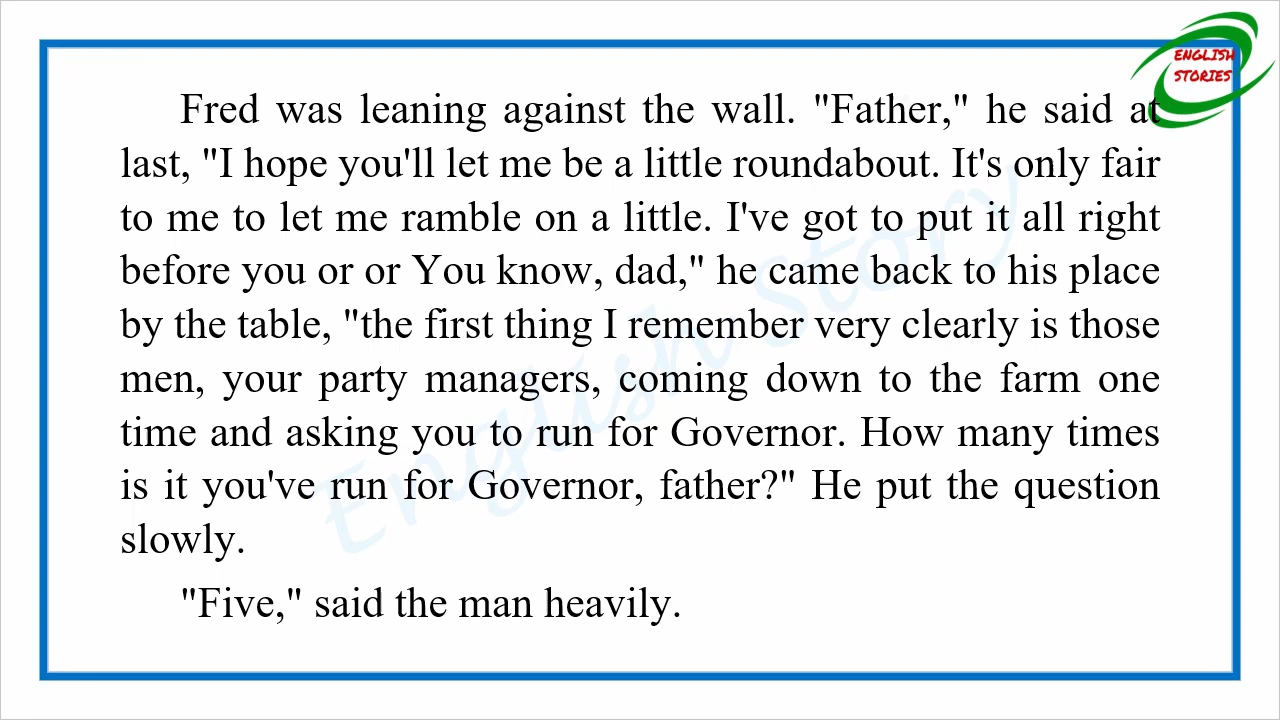 ENGLISH
STORIES
Fred was leaning against the wall. "Father," he said at
last, "I hope you'll let me be a little roundabout. It's only fair
to me to let me ramble on a little. I've got to put it all right
before you or or You know, dad," he came back to his place
by the table, "the first thing I remember very clearly is those
men, your party managers, coming down to the farm one
time and asking you to run for Governor. How many times
is it you've run for Governor, father?" He put the question
slowly.
"Five," said the man heavily.
English Story